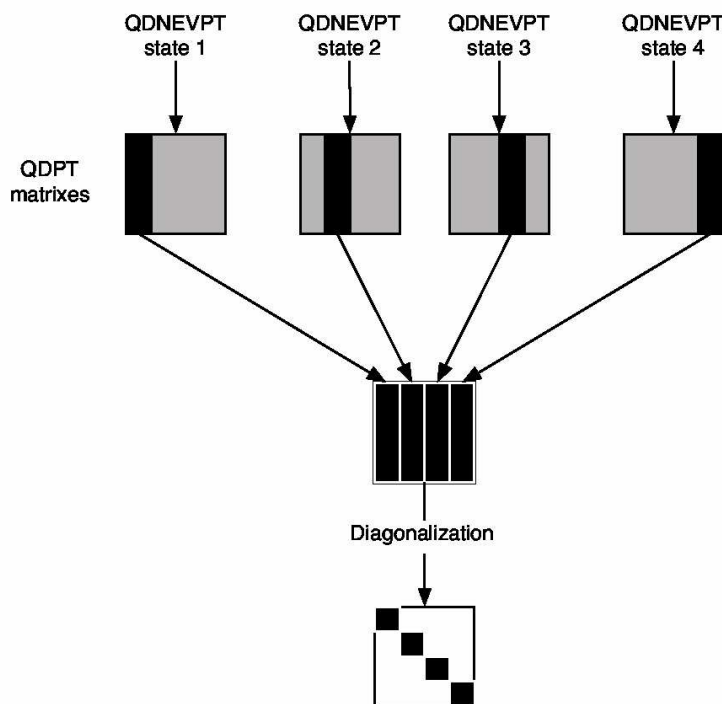 QDNEVPT
state 1
QDNEVPT
state 2
QDNEVPT
state 3
QDNEVPT
state 4
QDPT
matrixes
Diagonalization